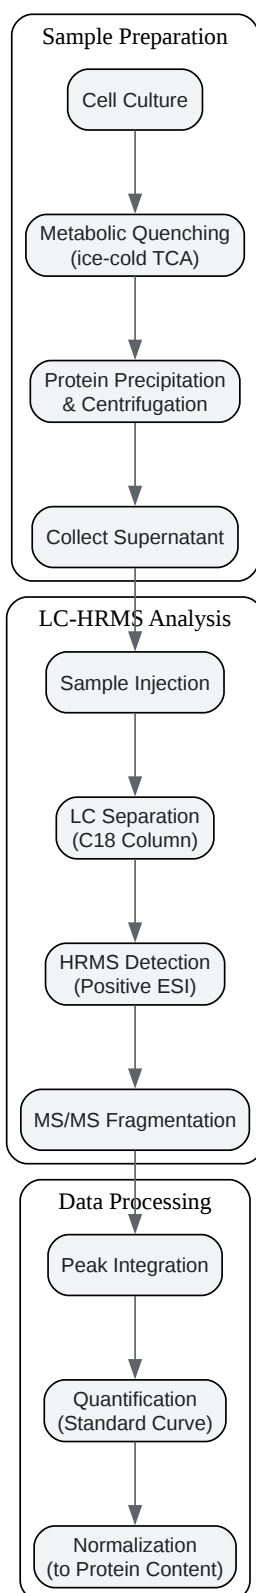 Sample Preparation
Cell Culture
Metabolic Quenching
(ice-cold TCA)
Protein Precipitation
& Centrifugation
Collect Supernatant
LC-HRMS Analysis
Sample Injection
LC Separation
(C18 Column)
HRMS Detection
(Positive ESI)
MS/MS Fragmentation
Data Processing
Peak Integration
Quantification
(Standard Curve)
Normalization
(to Protein Content)